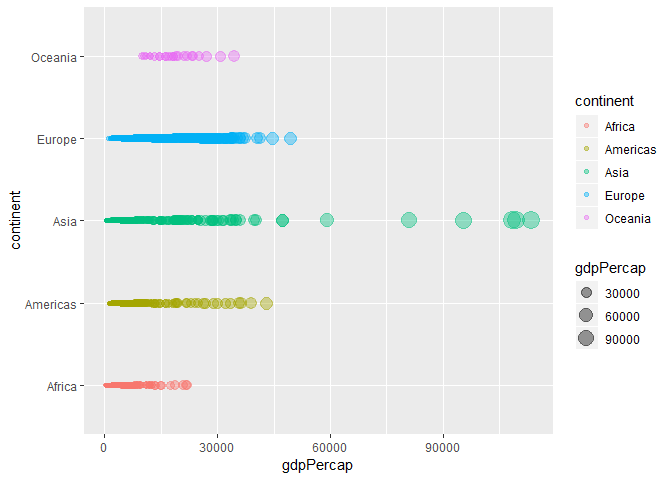 Oceania
Europe
Asia
Americas
Africa
continent
0
30000
60000
90000
gdpPercap
continent
Africa
Americas
Asia
Europe
Oceania
gdpPercap
30000
60000
90000